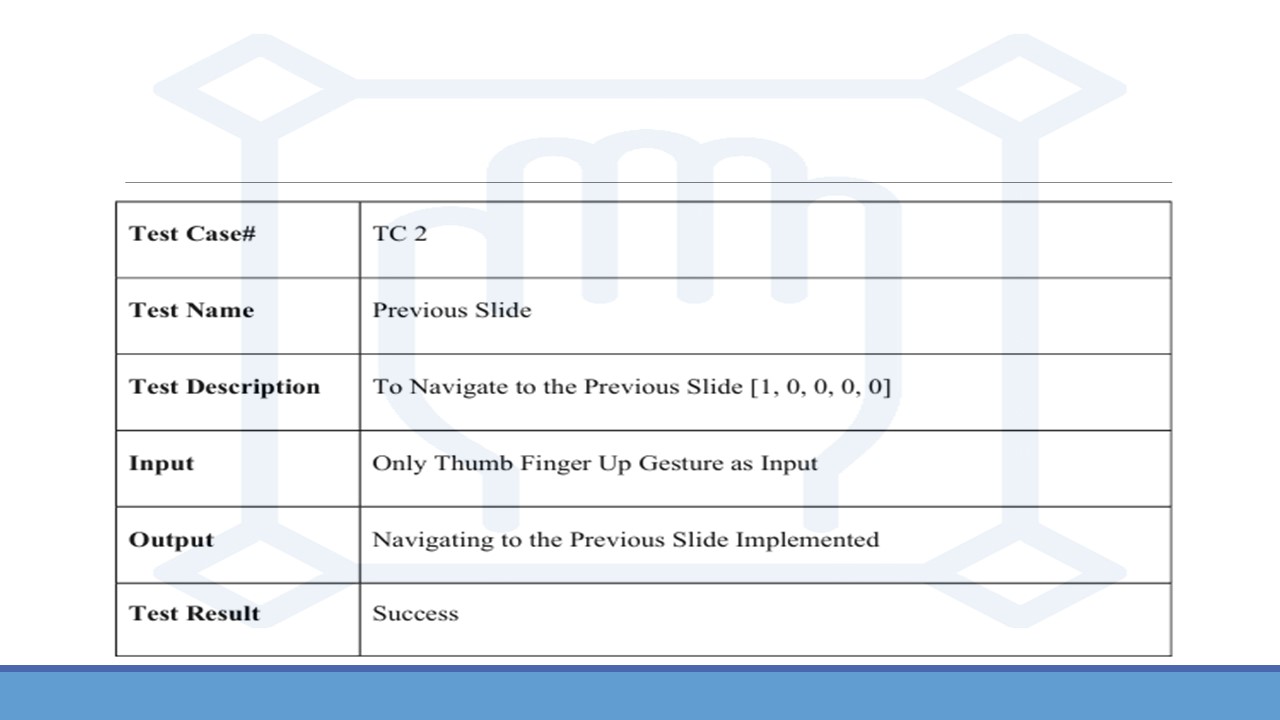 Test Case# TC 2
Test Name Previous Slide
Test Description To Navigate to the Previous Slide [1, 0, 0, 0, 0]
Input Only Thumb Finger Up Gesture as Input
Output Navigating to the Previous Slide Implemented
Test Result Success